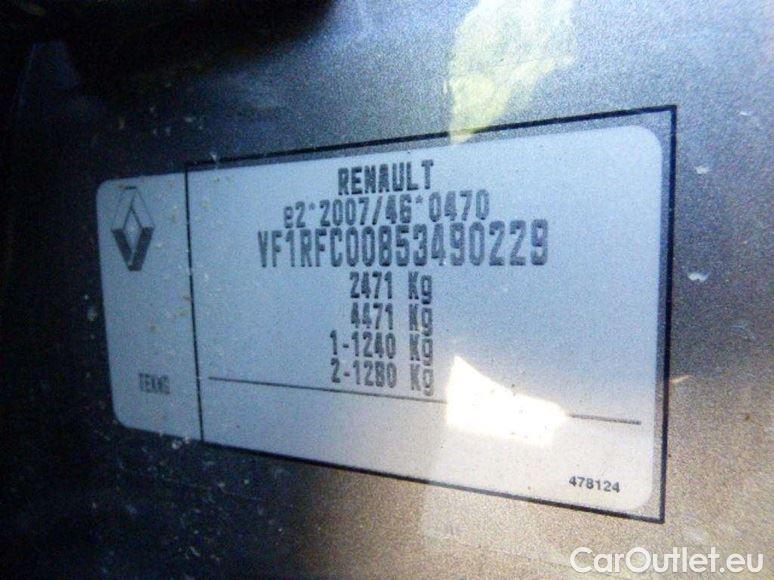 RENAULT
e2*2007/46*0470
VF1RFC00853490229
2471 Kg
4471 Kg
1-1240 Kg
2-1280 Kg
478124
CarOutlet.eu